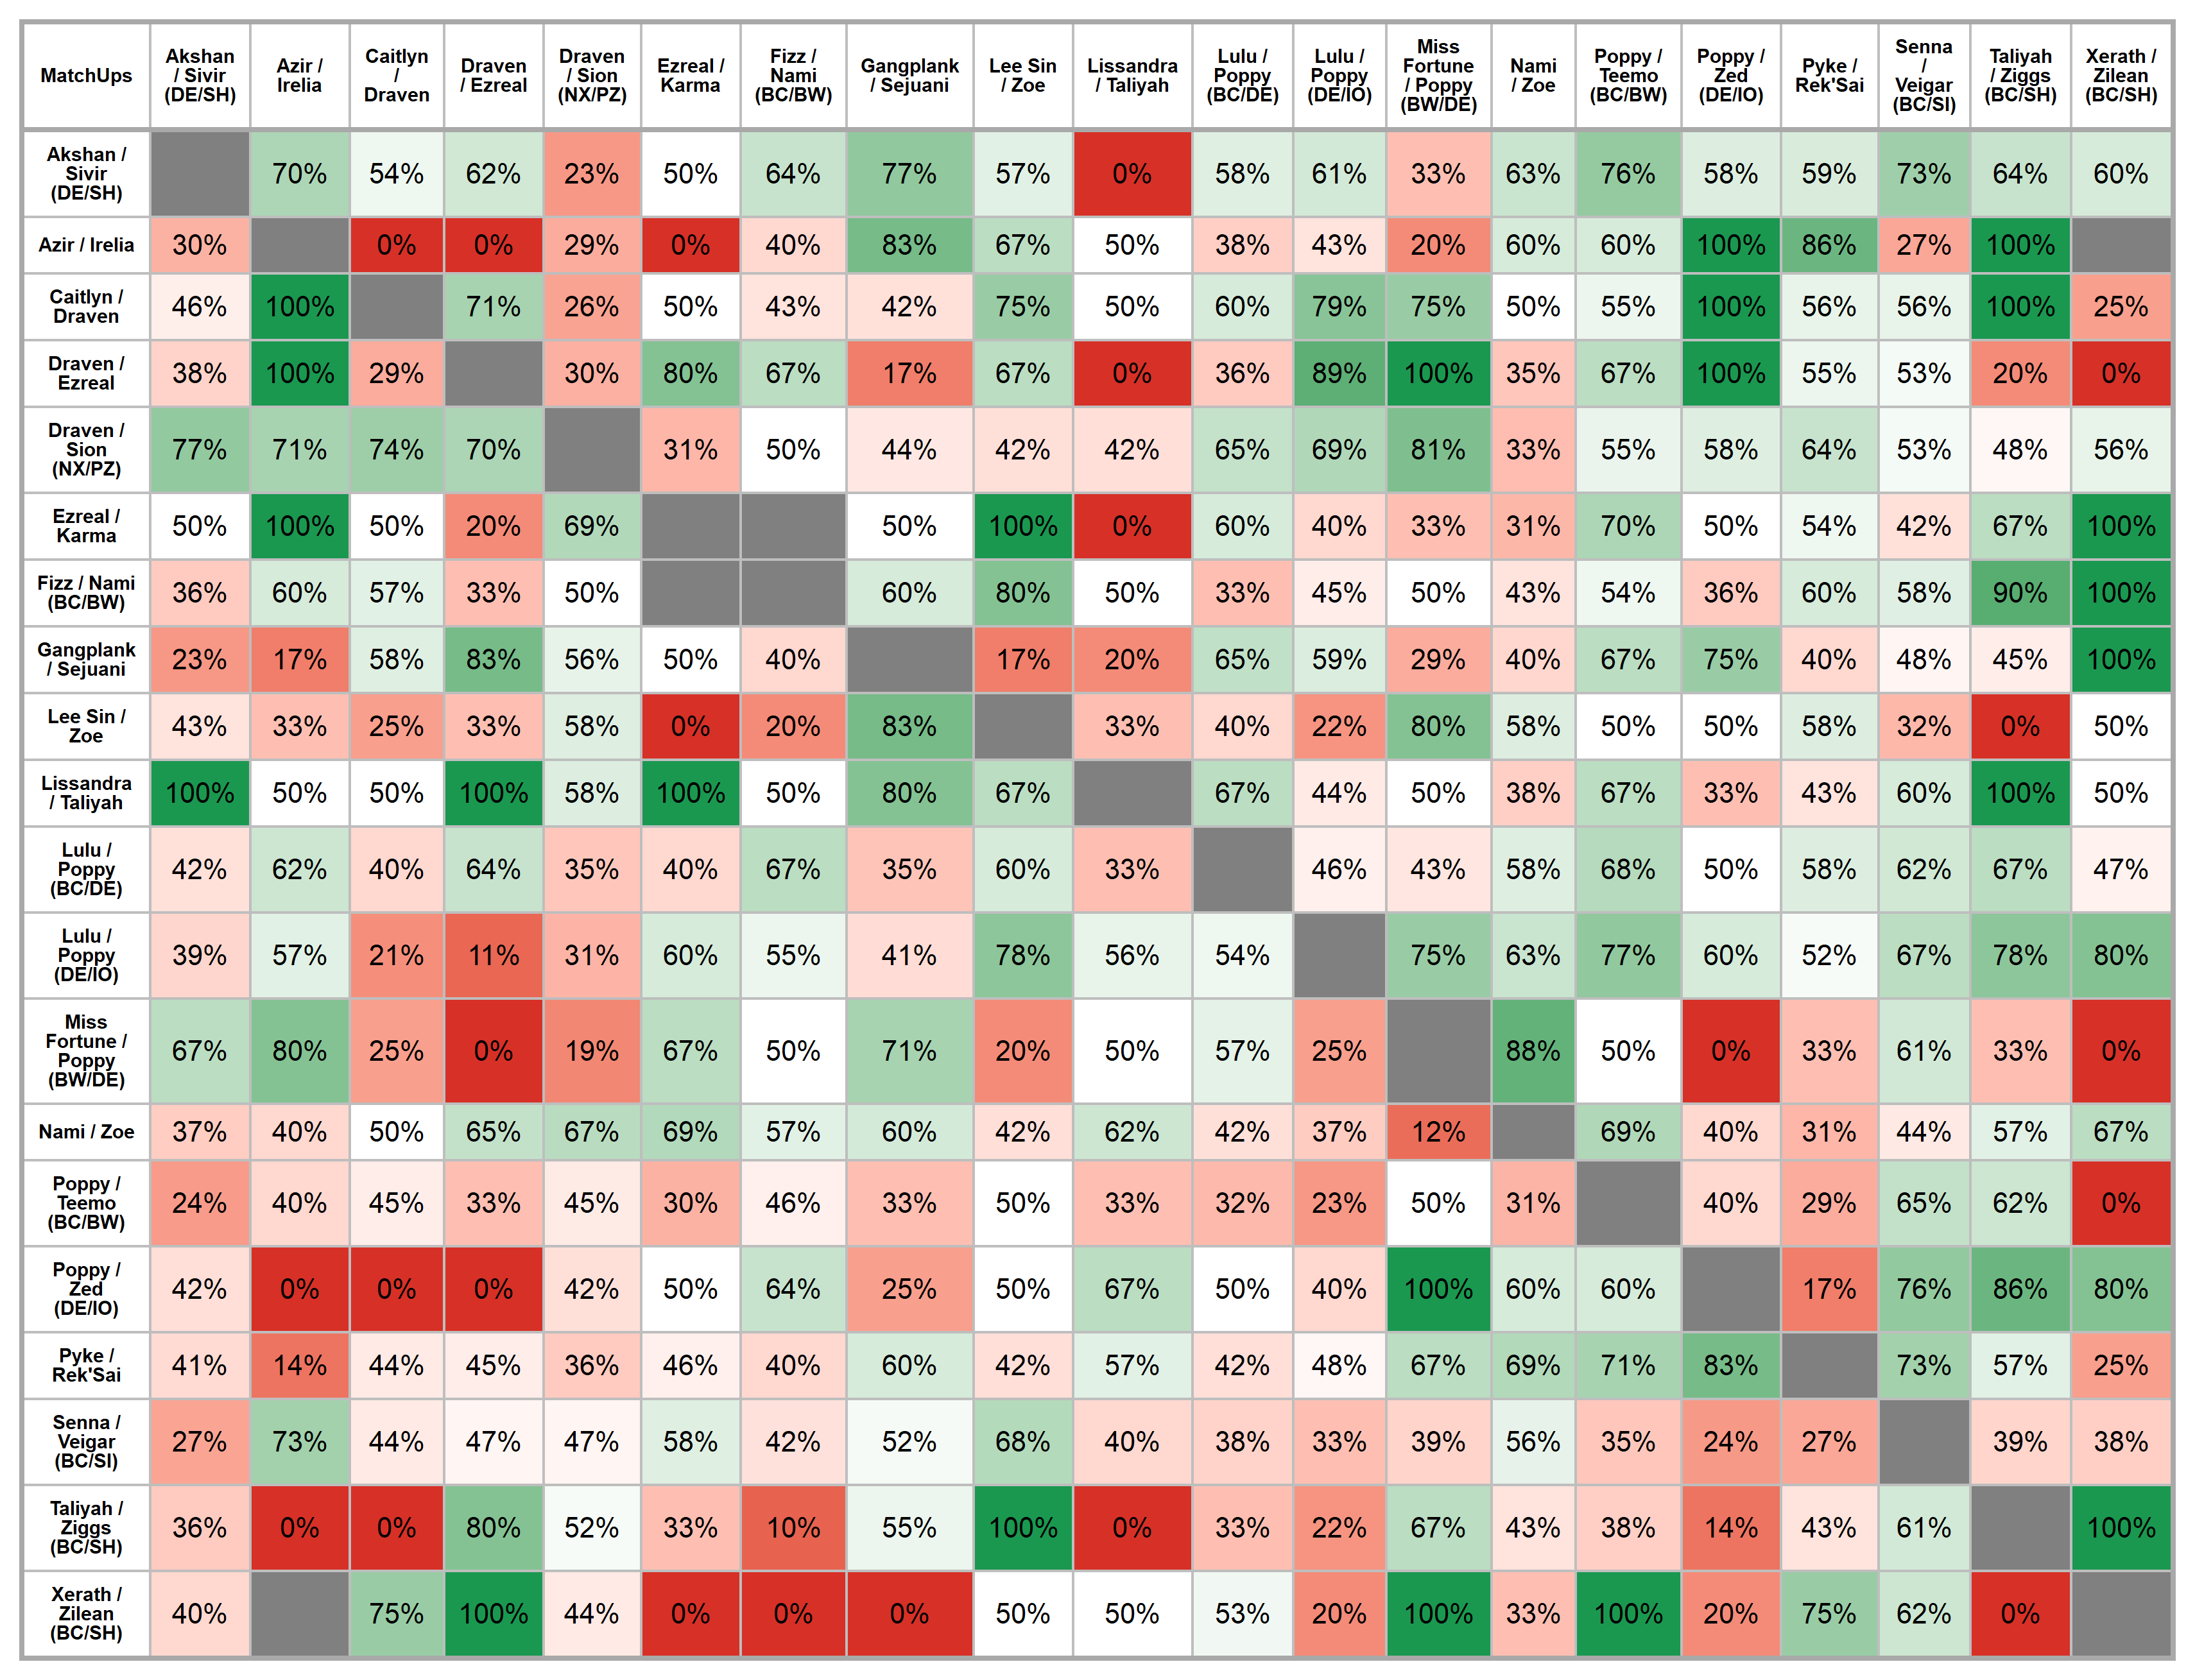 MatchUps Akshan / Sivir (DE/SH) Azir / Irelia Caitlyn / Draven Draven / Ezreal Draven / Sion (NX/PZ) Ezreal / Karma Fizz / Nami (BC/BW) Gangplank / Sejuani Lee Sin / Zoe Lissandra / Taliyah Lulu / Poppy (BC/DE) Lulu / Poppy (DE/IO) Miss Fortune / Poppy (BW/DE) Nami / Zoe Poppy / Teemo (BC/BW) Poppy / Zed (DE/IO) Pyke / Rek'Sai Senna / Veigar (BC/SI) Taliyah / Ziggs (BC/SH) Xerath / Zilean (BC/SH)
Akshan / Sivir (DE/SH) 70% 54% 62% 23% 50% 64% 77% 57% 0% 58% 61% 33% 63% 76% 58% 59% 73% 64% 60%
Azir / Irelia 30% 0% 0% 29% 0% 40% 83% 67% 50% 38% 43% 20% 60% 60% 100% 86% 27% 100%
Caitlyn / Draven 46% 100% 71% 26% 50% 43% 42% 75% 50% 60% 79% 75% 50% 55% 100% 56% 56% 100% 25%
Draven / Ezreal 38% 100% 29% 30% 80% 67% 17% 67% 0% 36% 89% 100% 35% 67% 100% 55% 53% 20% 0%
Draven / Sion (NX/PZ) 77% 71% 74% 70% 31% 50% 44% 42% 42% 65% 69% 81% 33% 55% 58% 64% 53% 48% 56%
Ezreal / Karma 50% 100% 50% 20% 69% 50% 100% 0% 60% 40% 33% 31% 70% 50% 54% 42% 67% 100%
Fizz / Nami (BC/BW) 36% 60% 57% 33% 50% 60% 80% 50% 33% 45% 50% 43% 54% 36% 60% 58% 90% 100%
Gangplank / Sejuani 23% 17% 58% 83% 56% 50% 40% 17% 20% 65% 59% 29% 40% 67% 75% 40% 48% 45% 100%
Lee Sin / Zoe 43% 33% 25% 33% 58% 0% 20% 83% 33% 40% 22% 80% 58% 50% 50% 58% 32% 0% 50%
Lissandra / Taliyah 100% 50% 50% 100% 58% 100% 50% 80% 67% 67% 44% 50% 38% 67% 33% 43% 60% 100% 50%
Lulu / Poppy (BC/DE) 42% 62% 40% 64% 35% 40% 67% 35% 60% 33% 46% 43% 58% 68% 50% 58% 62% 67% 47%
Lulu / Poppy (DE/IO) 39% 57% 21% 11% 31% 60% 55% 41% 78% 56% 54% 75% 63% 77% 60% 52% 67% 78% 80%
Miss Fortune / Poppy (BW/DE) 67% 80% 25% 0% 19% 67% 50% 71% 20% 50% 57% 25% 88% 50% 0% 33% 61% 33% 0%
Nami / Zoe 37% 40% 50% 65% 67% 69% 57% 60% 42% 62% 42% 37% 12% 69% 40% 31% 44% 57% 67%
Poppy / Teemo (BC/BW) 24% 40% 45% 33% 45% 30% 46% 33% 50% 33% 32% 23% 50% 31% 40% 29% 65% 62% 0%
Poppy / Zed (DE/IO) 42% 0% 0% 0% 42% 50% 64% 25% 50% 67% 50% 40% 100% 60% 60% 17% 76% 86% 80%
Pyke / Rek'Sai 41% 14% 44% 45% 36% 46% 40% 60% 42% 57% 42% 48% 67% 69% 71% 83% 73% 57% 25%
Senna / Veigar (BC/SI) 27% 73% 44% 47% 47% 58% 42% 52% 68% 40% 38% 33% 39% 56% 35% 24% 27% 39% 38%
Taliyah / Ziggs (BC/SH) 36% 0% 0% 80% 52% 33% 10% 55% 100% 0% 33% 22% 67% 43% 38% 14% 43% 61% 100%
Xerath / Zilean (BC/SH) 40% 75% 100% 44% 0% 0% 0% 50% 50% 53% 20% 100% 33% 100% 20% 75% 62% 0%